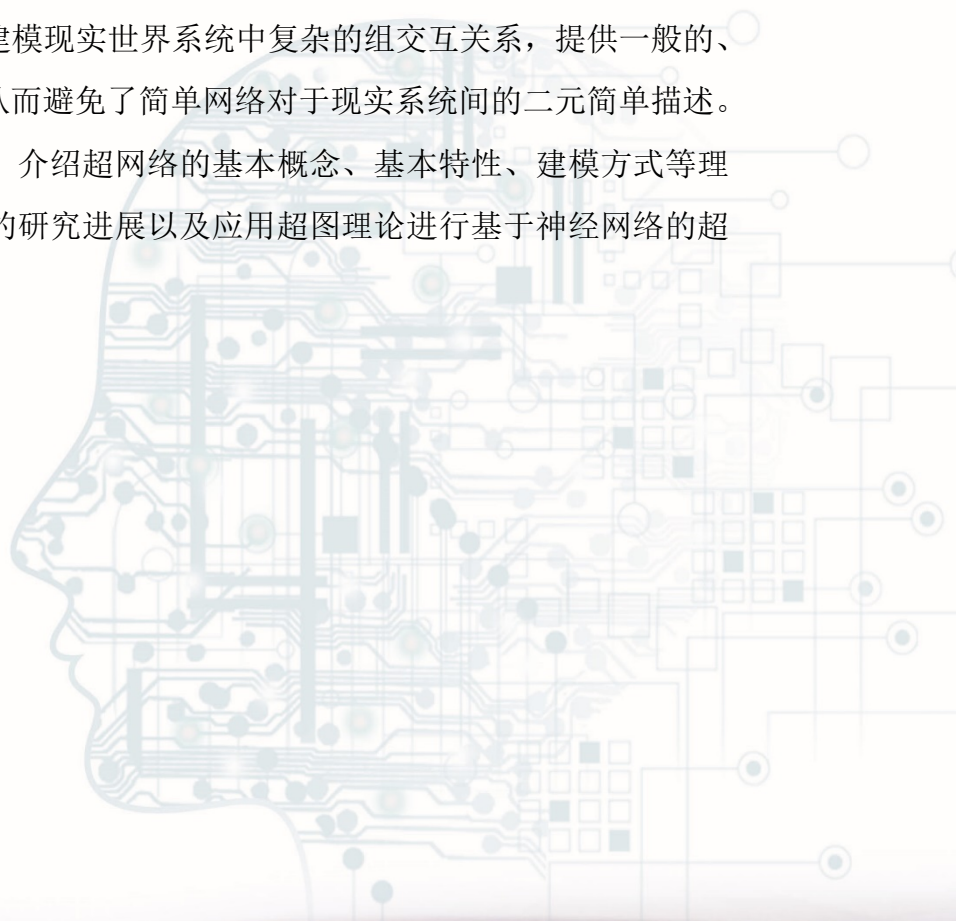 建模现实世界系统中复杂的组交互关系，提供一般的、
从而避免了简单网络对于现实系统间的二元简单描述。
介绍超网络的基本概念、基本特性、建模方式等理
的研究进展以及应用超图理论进行基于神经网络的超